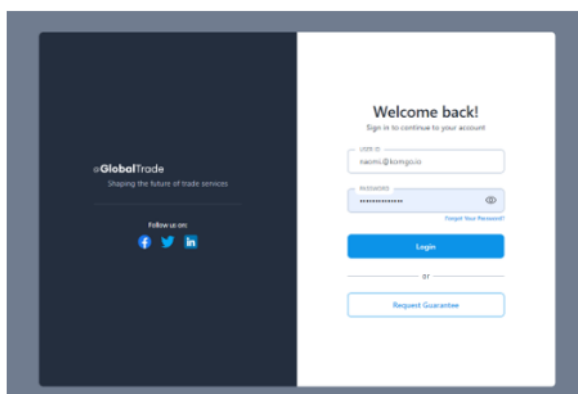 GlobalTrade
Shaping the future of trade services
Follow us on:
Welcome back!
Sign in to continue to your account
USER ID
naomi.@komgo.io
PASSWORD
Forgot Your Password?
Login
or
Request Guarantee